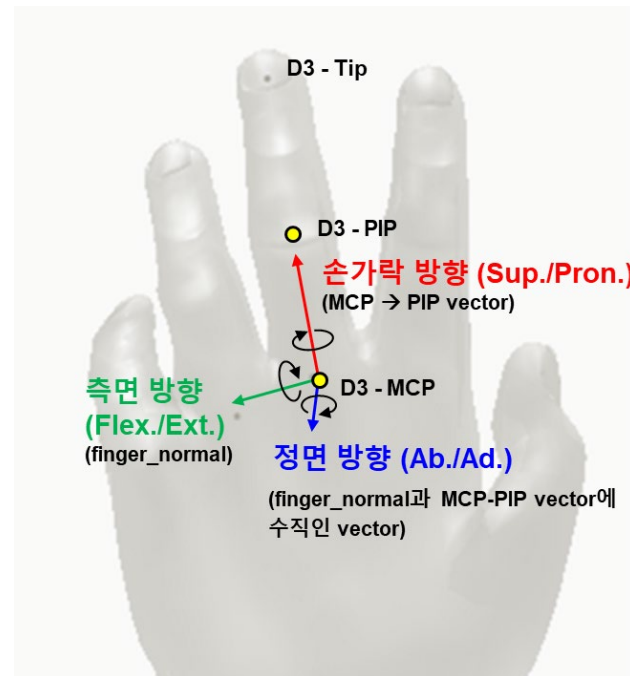 D3 - Tip
D3 - PIP
손가락 방향 (Sup./Pron.)
(MCP → PIP vector)
D3 - MCP
측면 방향
(Flex./Ext.)
(finger_normal)
정면 방향 (Ab./Ad.)
(finger_normal과 MCP-PIP vector에
수직인 vector)